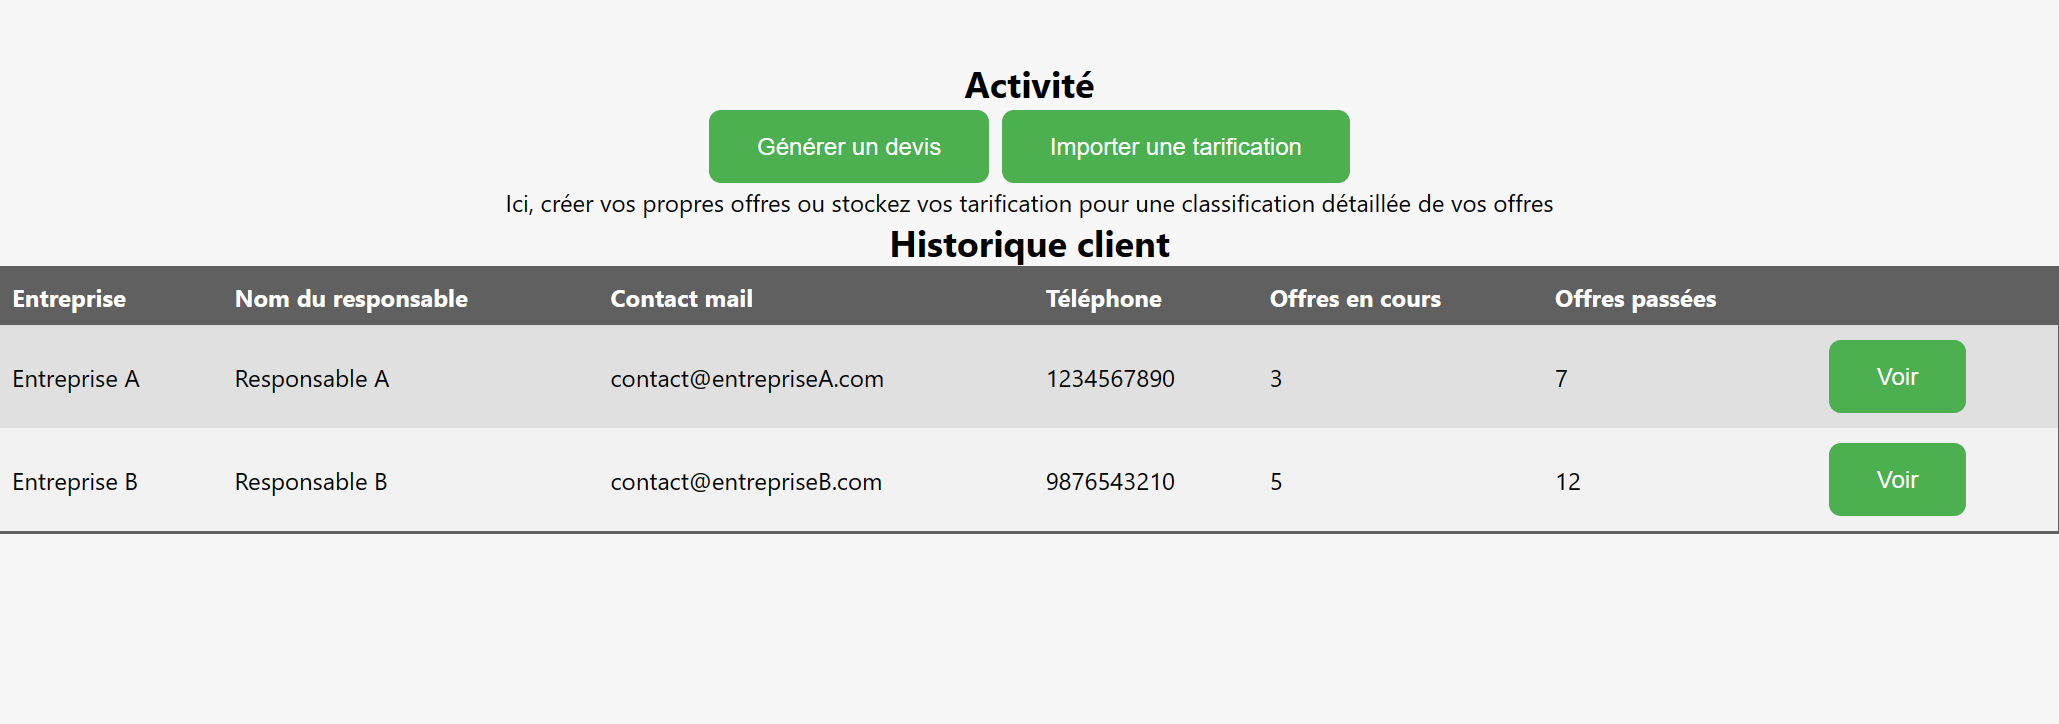 Activité
Générer un devis Importer une tarification
Ici, créer vos propres offres ou stockez vos tarification pour une classification détaillée de vos offres
Historique client
Entreprise Nom du responsable Contact mail Téléphone Offres en cours Offres passées
Entreprise A Responsable A contact@entrepriseA.com 1234567890 3 7 Voir
Entreprise B Responsable B contact@entrepriseB.com 9876543210 5 12 Voir